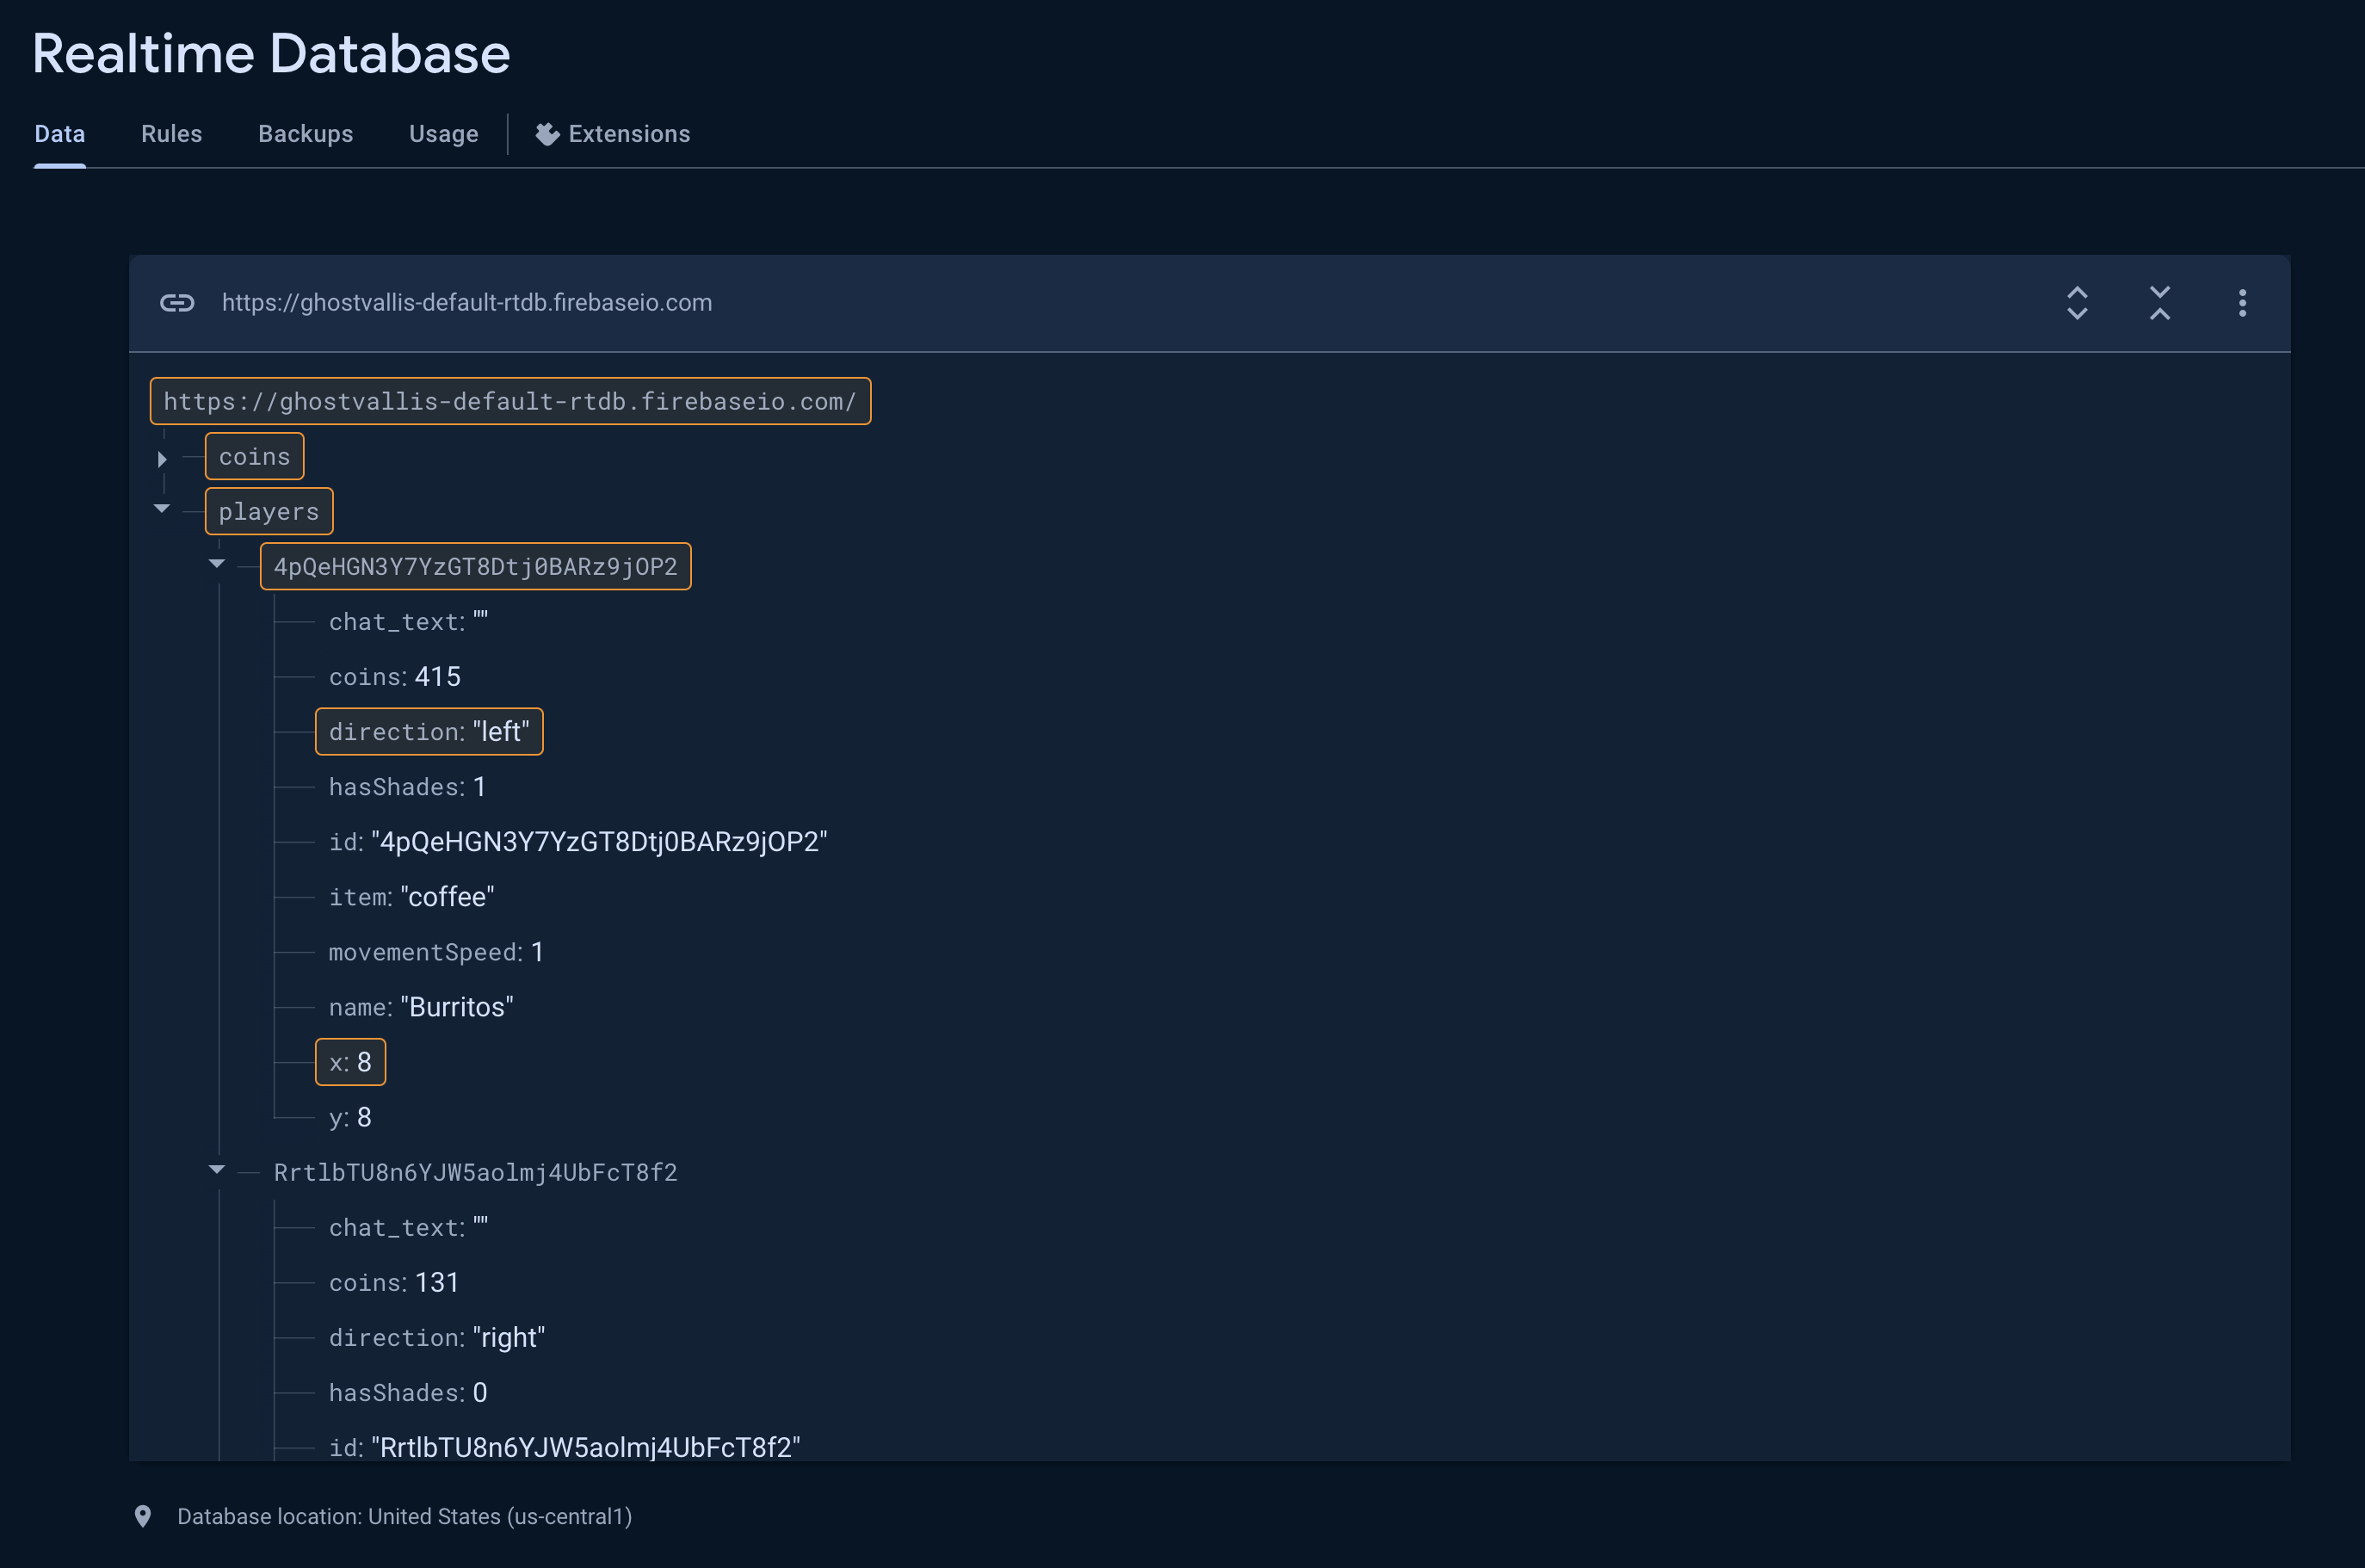 Realtime Database
Data Rules Backups Usage Extensions
https://ghostvallis-default-rtdb.firebaseio.com
https://ghostvallis-default-rtdb.firebaseio.com/
coins
players
4pQeHGN3Y7YzGT8Dtj0BARz9jOP2
chat_text: ""
coins: 415
direction: "left"
hasShades: 1
id: "4pQeHGN3Y7YzGT8Dtj0BARz9jOP2"
item: "coffee"
movementSpeed: 1
name: "Burritos"
x: 8
y: 8
RrtlbTU8n6YJW5aolmj4UbFcT8f2
chat_text: ""
coins: 131
direction: "right"
hasShades: 0
id: "RrtlbTU8n6YJW5aolmj4UbFcT8f2"
Database location: United States (us-central1)